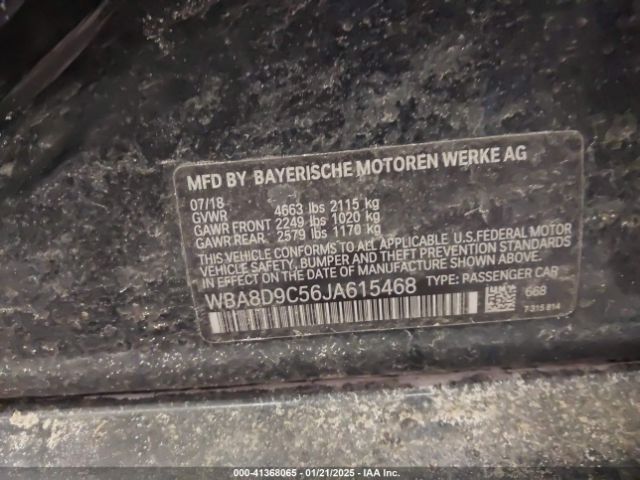 MFD BY BAYERISCHE MOTOREN WERKE AG
07/18
GVWR 4663 lbs 2115 kg
GAWR FRONT 2249 lbs 1020 kg
GAWR REAR 2579 lbs 1170 kg
THIS VEHICLE CONFORMS TO ALL APPLICABLE U.S.FEDERAL MOTOR
VEHICLE SAFETY, BUMPER, AND THEFT PREVENTION STANDARDS
IN EFFECT ON THE DATE OF MANUFACTURE SHOWN ABOVE.
WBA8D9C56JA615468 TYPE: PASSENGER CAR
668
7 315 814
000-41368065 - 01/21/2025 - IAA Inc.